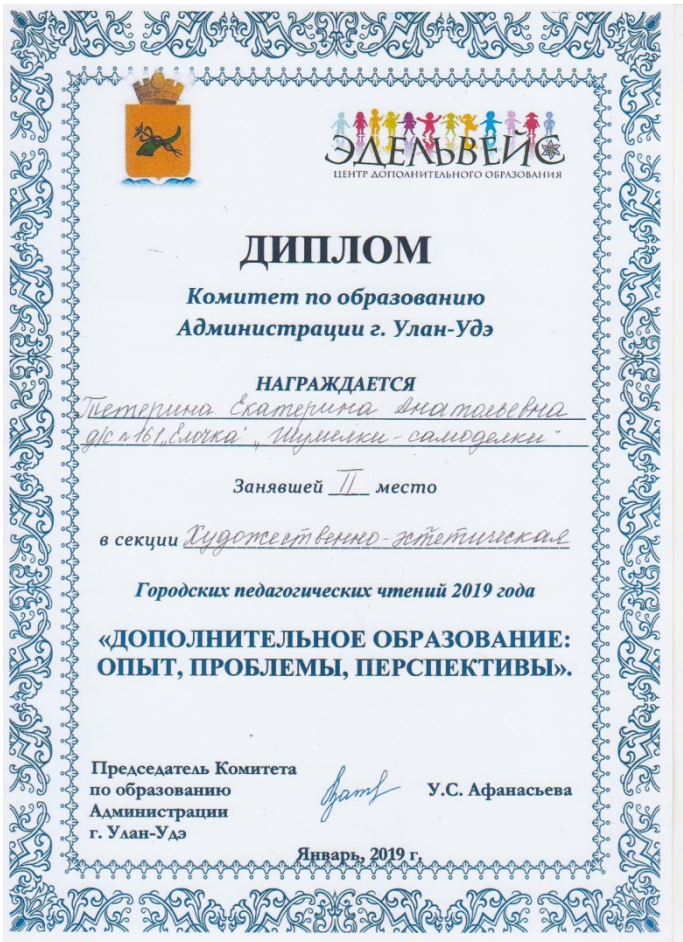 ЭДЕЛЬВЕЙС
ЦЕНТР ДОПОЛНИТЕЛЬНОГО ОБРАЗОВАНИЯ
ДИПЛОМ
Комитет по образованию
Администрации г. Улан-Удэ
НАГРАЖДАЕТСЯ
Тетерина Екатерина Анатольевна
д/с №161 „Елочка“ „Шумелки-самоделки“
Занявшей II место
в секции Художественно-эстетическая
Городских педагогических чтений 2019 года
«ДОПОЛНИТЕЛЬНОЕ ОБРАЗОВАНИЕ:
ОПЫТ, ПРОБЛЕМЫ, ПЕРСПЕКТИВЫ».
Председатель Комитета
по образованию
Администрации
г. Улан-Удэ
У.С. Афанасьева
Январь, 2019 г.